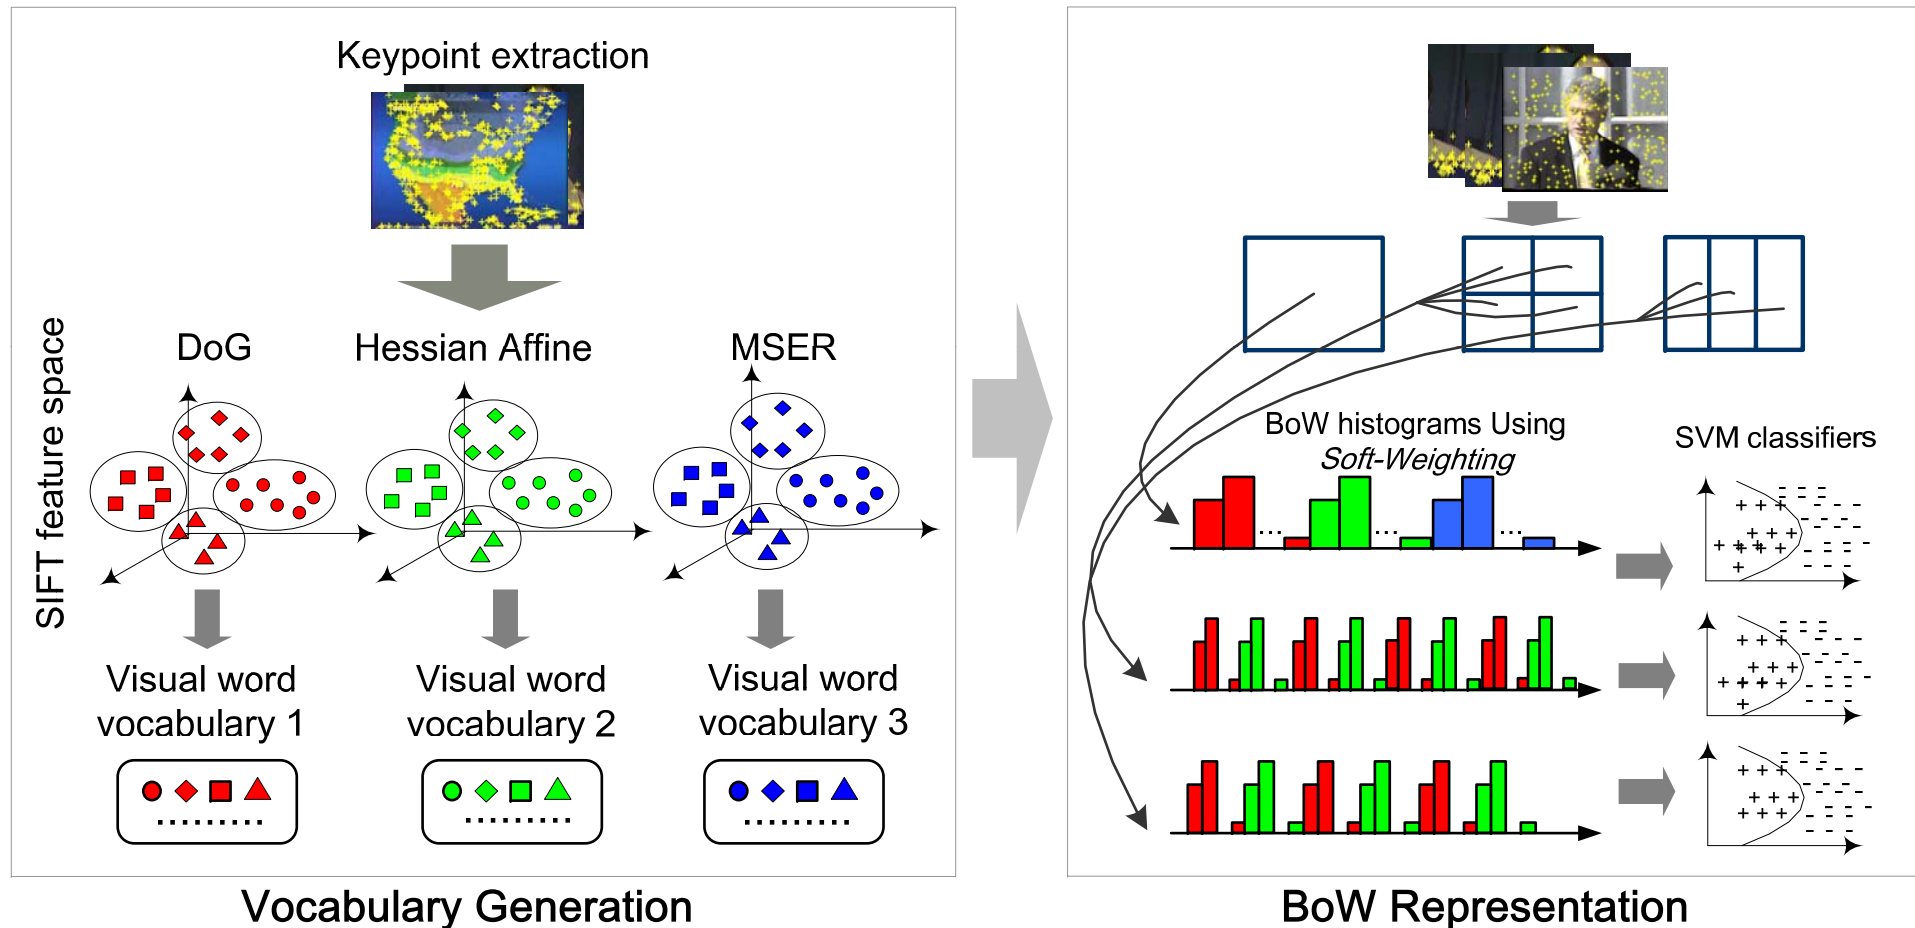 Keypoint extraction
SIFT feature space
DoG
Hessian Affine
MSER
Visual word
vocabulary 1
Visual word
vocabulary 2
Visual word
vocabulary 3
Vocabulary Generation
BoW histograms Using
Soft-Weighting
SVM classifiers
BoW Representation